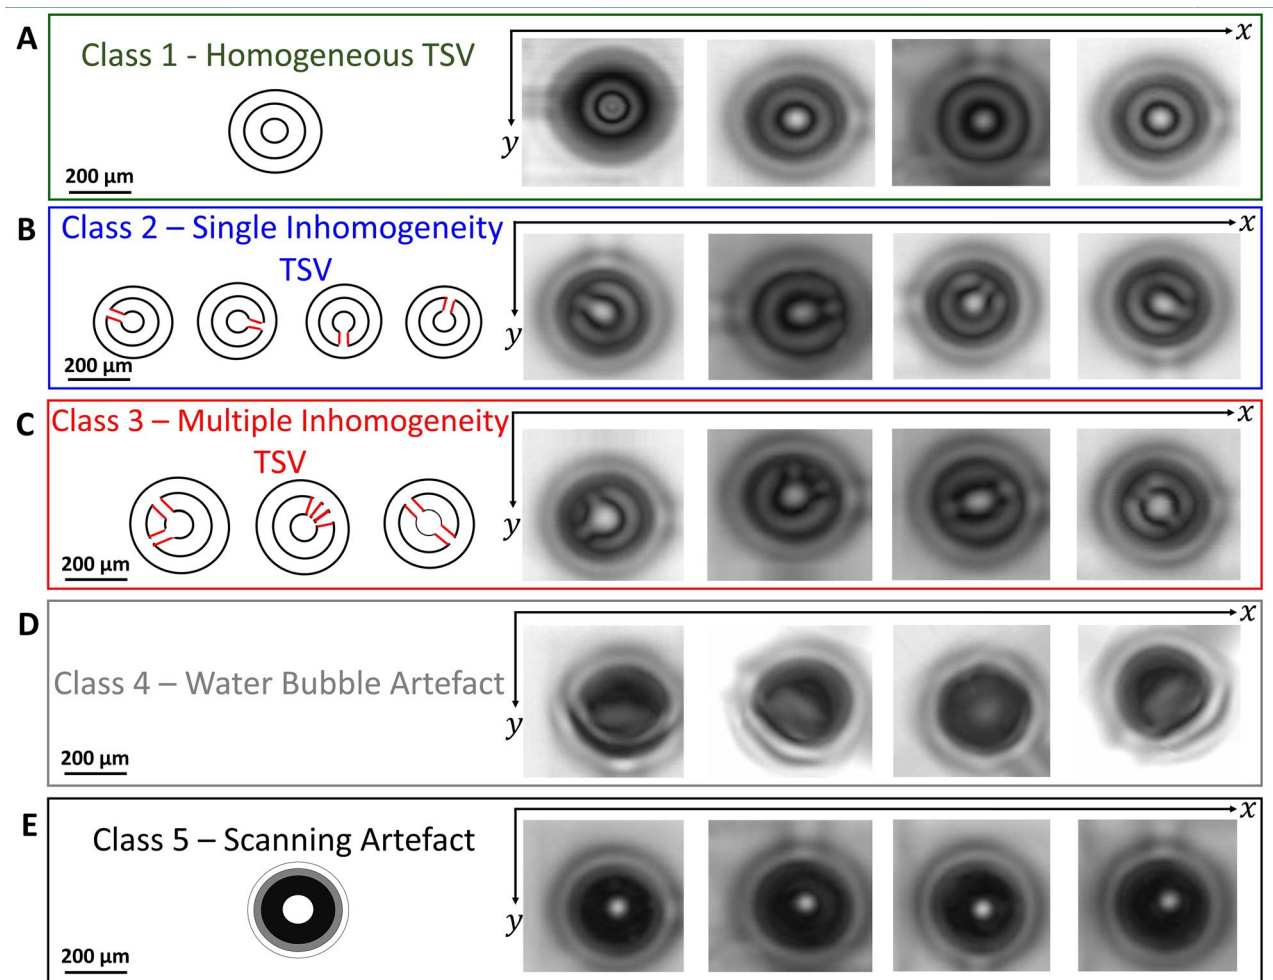 A
Class 1 - Homogeneous TSV
200 µm
x
y
B
Class 2 – Single Inhomogeneity
TSV
200 µm
x
y
C
Class 3 – Multiple Inhomogeneity
TSV
200 µm
x
y
D
Class 4 – Water Bubble Artefact
200 µm
x
y
E
Class 5 – Scanning Artefact
200 µm
x
y